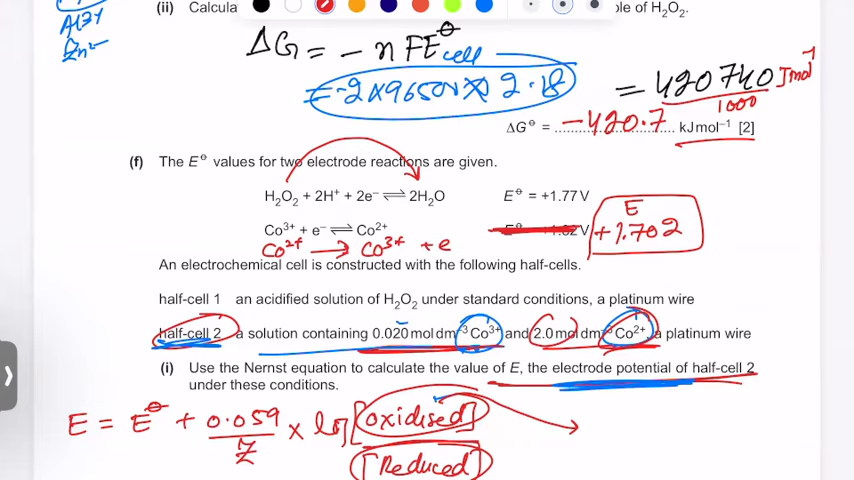 (ii) Calcula ole of H₂O₂.
Al3+
Zn2-
ΔG = - n FE⦵cell
= -2 x 96500 x 2.18
= 420740 Jmol-1
1000
ΔG⦵ = -420.7 kJ mol⁻¹ [2]
(f) The E⦵ values for two electrode reactions are given.
H₂O₂ + 2H⁺ + 2e⁻ ⇌ 2H₂O E⦵ = +1.77 V
E
Co³⁺ + e⁻ ⇌ Co²⁺ V +1.702
Co2+ → Co3+ + e
An electrochemical cell is constructed with the following half-cells.
half-cell 1 an acidified solution of H₂O₂ under standard conditions, a platinum wire
half-cell 2 a solution containing 0.020 mol dm⁻³ Co³⁺ and 2.0 mol dm⁻³ Co²⁺, a platinum wire
(i) Use the Nernst equation to calculate the value of E, the electrode potential of half-cell 2
under these conditions.
E = E⦵ + 0.059/z x log [oxidised]
[Reduced]